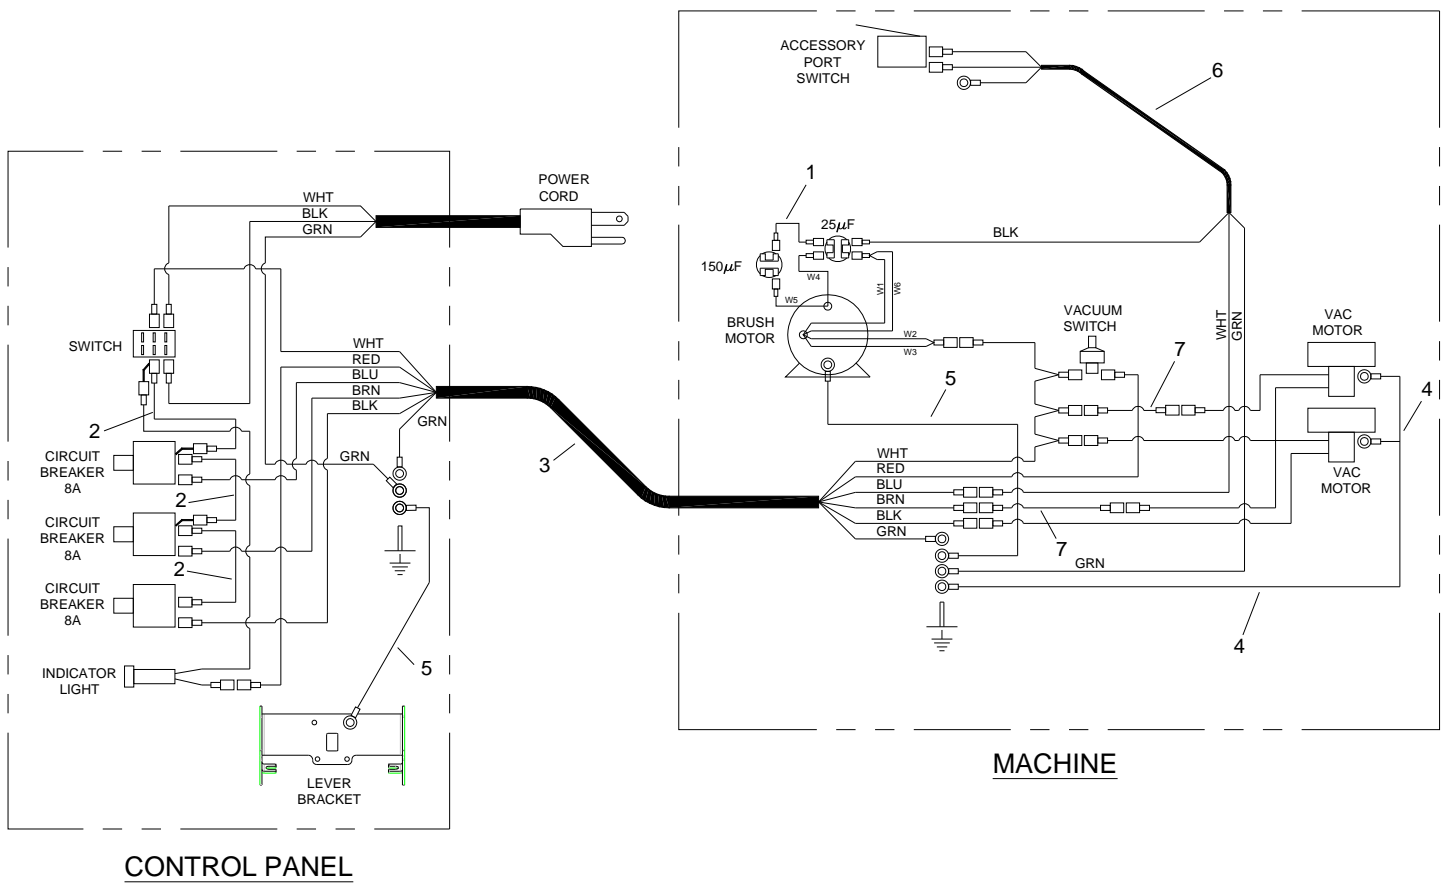 ACCESSORY
PORT
SWITCH
6
POWER
CORD
WHT
BLK
GRN
1
25µF
BLK
150µF
W4
W5
W1
W6
BRUSH
MOTOR
W2
W3
VACUUM
SWITCH
WHT
GRN
VAC
MOTOR
7
5
4
VAC
MOTOR
SWITCH
WHT
RED
BLU
BRN
BLK
GRN
2
CIRCUIT
BREAKER
8A
GRN
3
2
CIRCUIT
BREAKER
8A
2
CIRCUIT
BREAKER
8A
WHT
RED
BLU
BRN
BLK
GRN
7
GRN
4
INDICATOR
LIGHT
5
LEVER
BRACKET
MACHINE
CONTROL PANEL